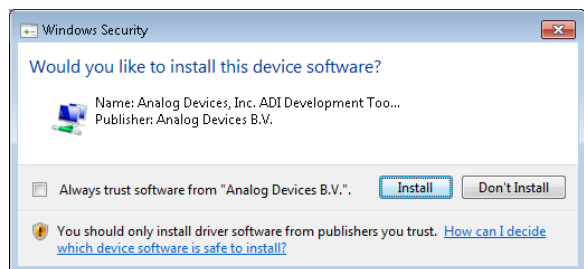 Windows Security
Would you like to install this device software?
Name: Analog Devices, Inc. ADI Development Too...
Publisher: Analog Devices B.V.
Always trust software from "Analog Devices B.V.". Install Don't Install
You should only install driver software from publishers you trust. How can I decide
which device software is safe to install?